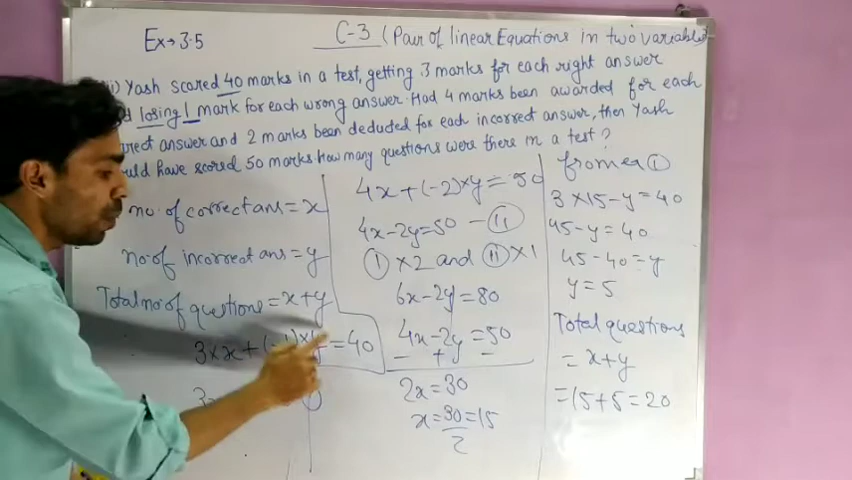 Ex→3.5
C-3 (Pair of linear Equations in two variables
i) Yash scored 40 marks in a test, getting 3 marks for each right answer
losing 1 mark for each wrong answer. Had 4 marks been awarded for each
rect answer and 2 marks been deducted for each incorrect answer, then Yash
uld have scored 50 marks. How many questions were there in a test?
no. of correct ans = x
no. of incorrect ans = y
Total no. of questions = x+y
3×x+(-1)×y=40
4x+(-2)×y=50
4x-2y=50 -(II)
(I)×2 and (II)×1
6x-2y=80
4x-2y=50
- + -
2x=30
x=30/2=15
from eq (I)
3×15-y=40
45-y=40
45-40=y
y=5
Total questions
=x+y
=15+5=20